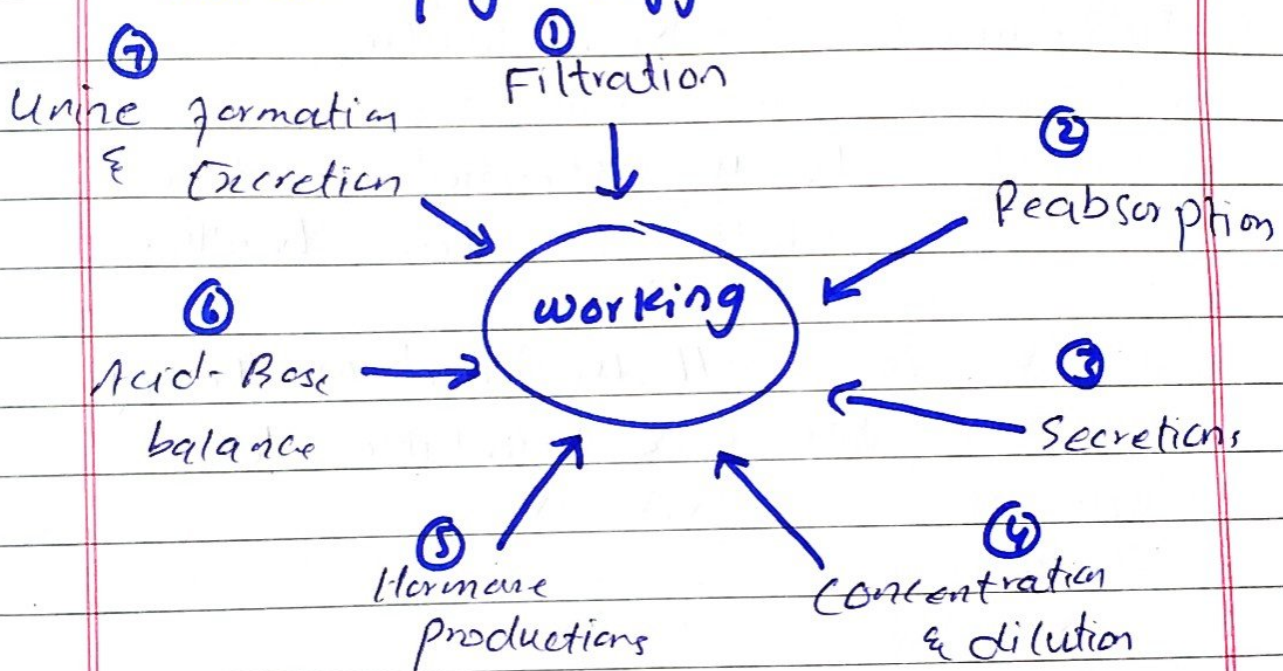 ①
Filtration
②
Reabsorption
③
Secretions
④
Concentration
& dilution
⑤
Hormone
productions
⑥
Acid-Base
balance
⑦
Urine formation
& Excretion
working